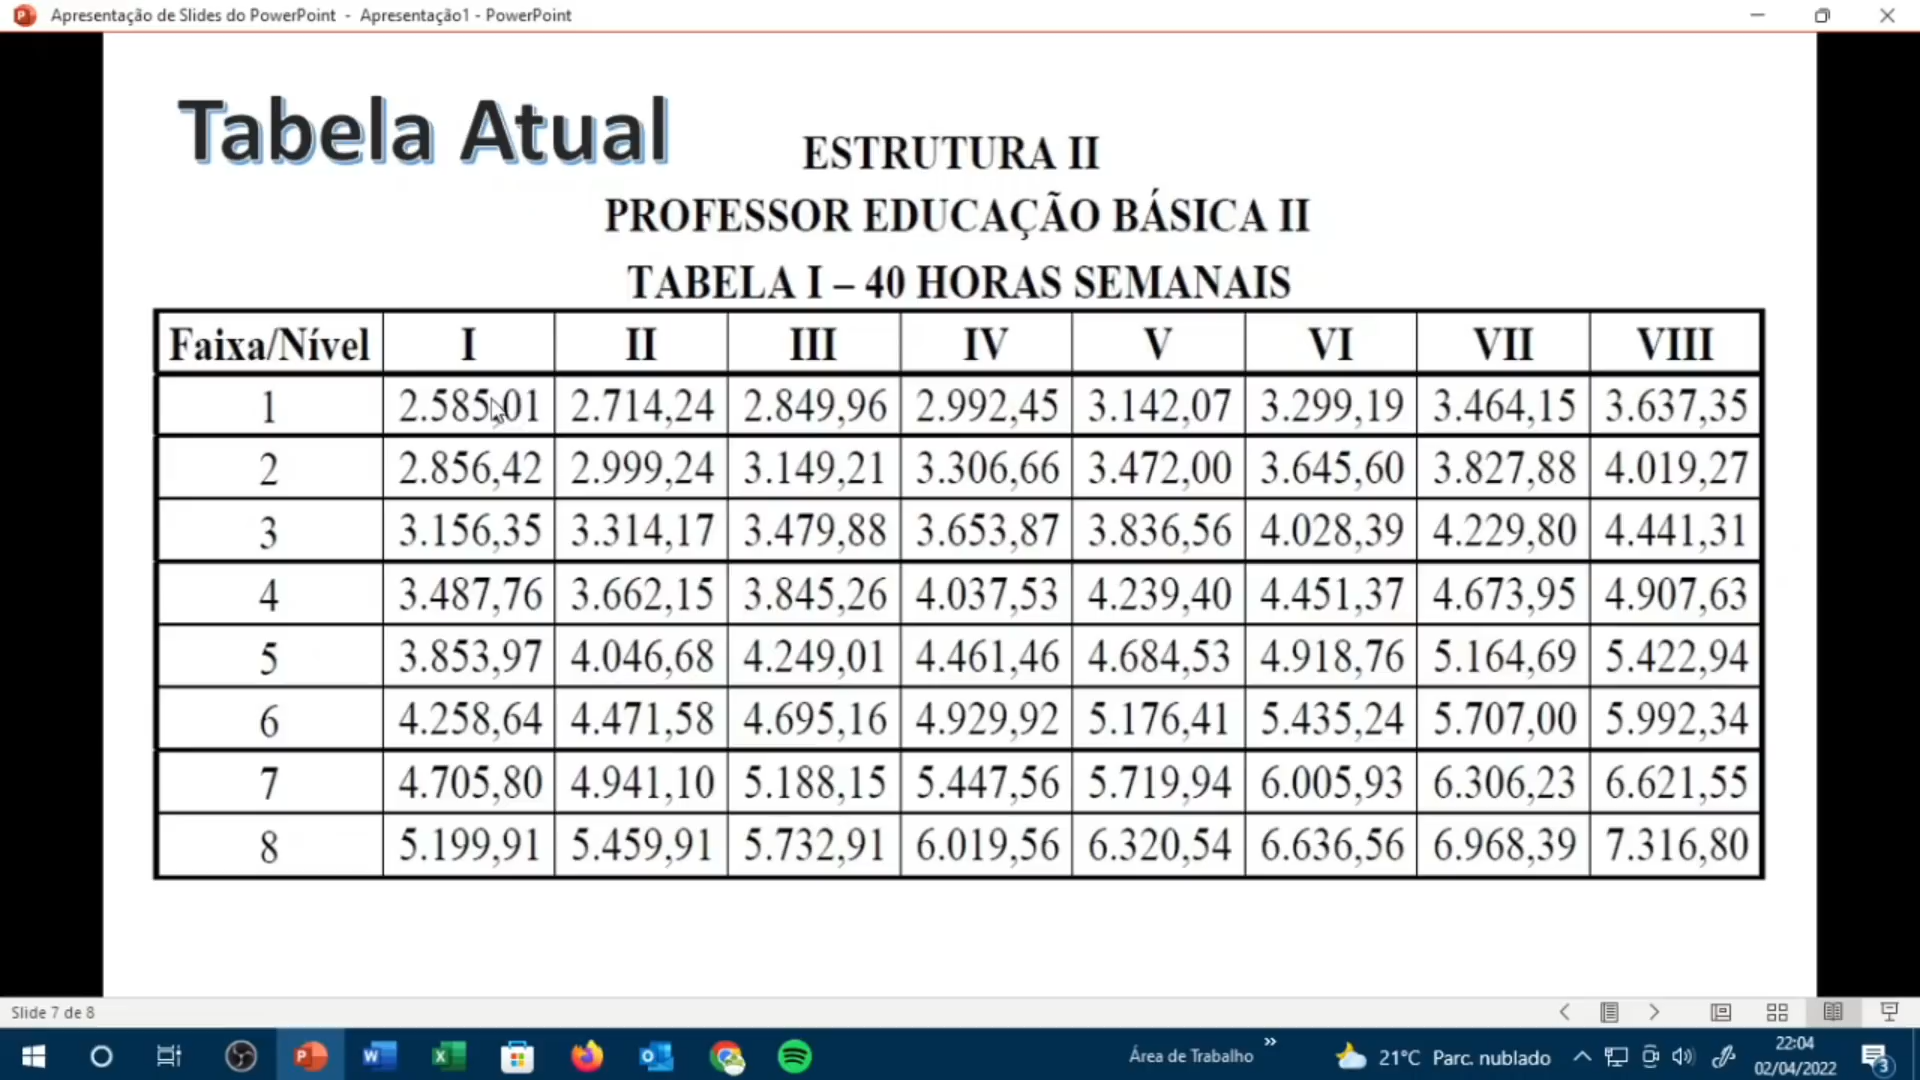 Apresentação de Slides do PowerPoint - Apresentação1 - PowerPoint
Tabela Atual
ESTRUTURA II
PROFESSOR EDUCAÇÃO BÁSICA II
TABELA I – 40 HORAS SEMANAIS
Faixa/Nível I II III IV V VI VII VIII
1 2.585,01 2.714,24 2.849,96 2.992,45 3.142,07 3.299,19 3.464,15 3.637,35
2 2.856,42 2.999,24 3.149,21 3.306,66 3.472,00 3.645,60 3.827,88 4.019,27
3 3.156,35 3.314,17 3.479,88 3.653,87 3.836,56 4.028,39 4.229,80 4.441,31
4 3.487,76 3.662,15 3.845,26 4.037,53 4.239,40 4.451,37 4.673,95 4.907,63
5 3.853,97 4.046,68 4.249,01 4.461,46 4.684,53 4.918,76 5.164,69 5.422,94
6 4.258,64 4.471,58 4.695,16 4.929,92 5.176,41 5.435,24 5.707,00 5.992,34
7 4.705,80 4.941,10 5.188,15 5.447,56 5.719,94 6.005,93 6.306,23 6.621,55
8 5.199,91 5.459,91 5.732,91 6.019,56 6.320,54 6.636,56 6.968,39 7.316,80
Slide 7 de 8
Área de Trabalho » 21°C Parc. nublado 22:04
02/04/2022 3